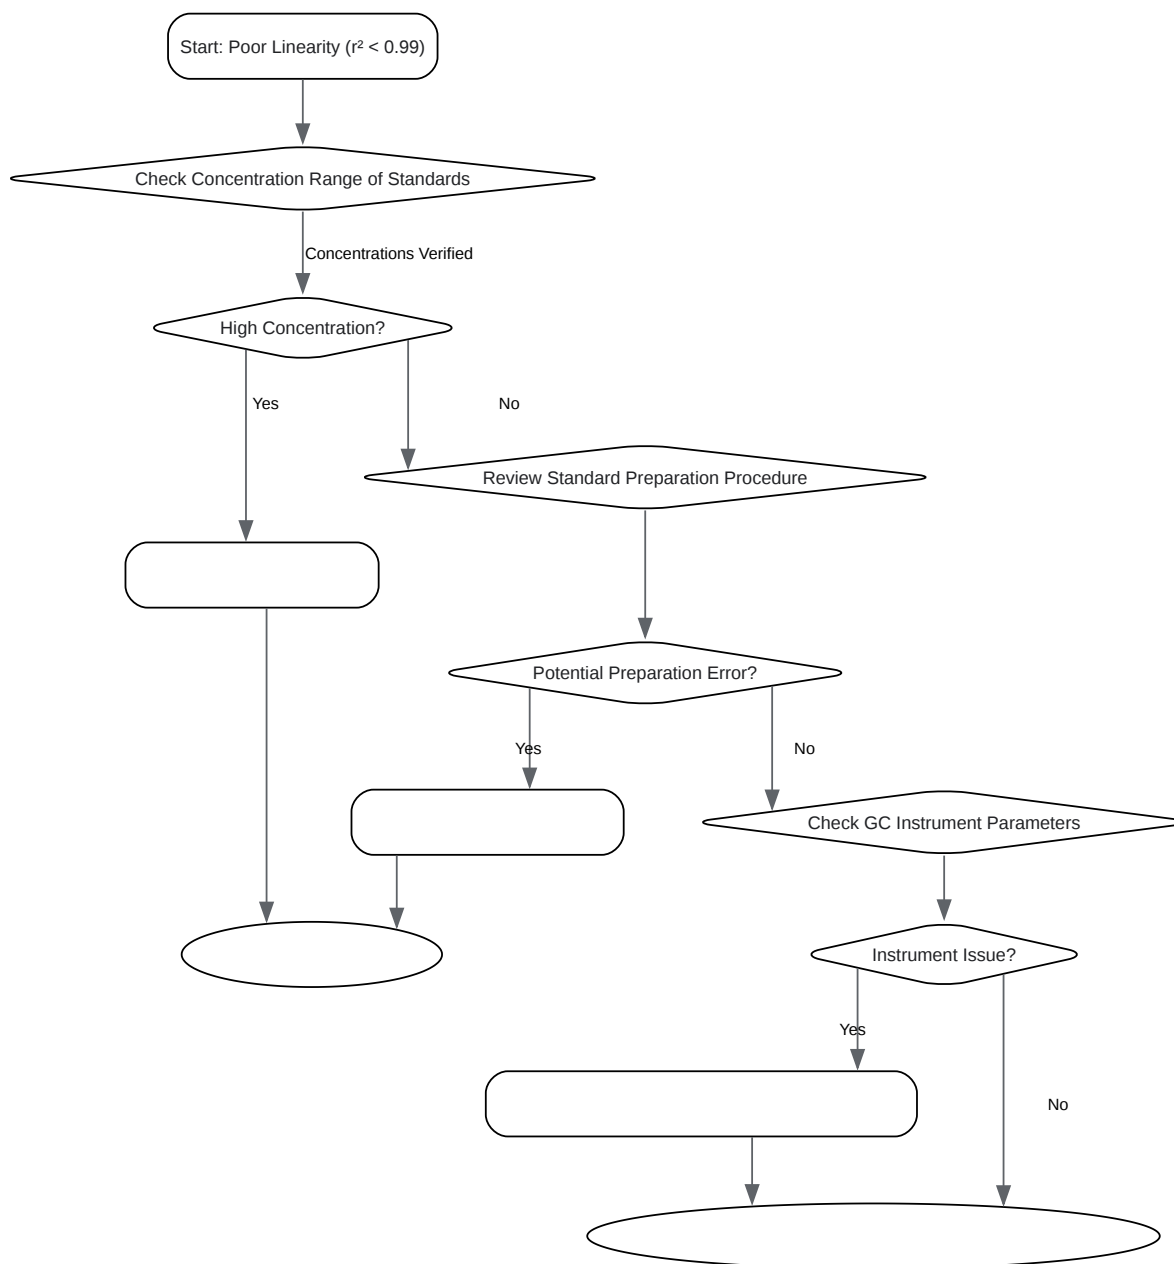 Start: Poor Linearity (r² < 0.99)
Check Concentration Range of Standards
Concentrations Verified
High Concentration?
Yes
No
Review Standard Preparation Procedure
Potential Preparation Error?
Yes
No
Check GC Instrument Parameters
Instrument Issue?
Yes
No